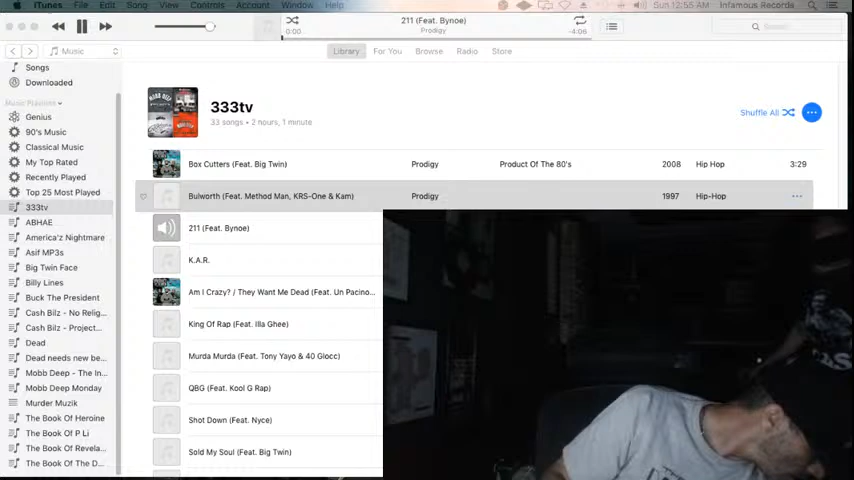 iTunes File Edit Song View Controls Account Window Help Sun 12:55 AM Infamous Records
211 (Feat. Bynoe)
0:00 Prodigy -4:06
Search
Music Library For You Browse Radio Store
Songs
Downloaded
Music Playlists
Genius
90's Music
Classical Music
My Top Rated
Recently Played
Top 25 Most Played
333tv
ABHAE
America'z Nightmare
Asif MP3s
Big Twin Face
Billy Lines
Buck The President
Cash Bilz - No Relig...
Cash Bilz - Project...
Dead
Dead needs new be...
Mobb Deep - The In...
Mobb Deep Monday
Murder Muzik
The Book Of Heroine
The Book Of P Li
The Book Of Revela...
The Book Of The D...
333tv
33 songs • 2 hours, 1 minute
Shuffle All
Box Cutters (Feat. Big Twin) Prodigy Product Of The 80's 2008 Hip Hop 3:29
Bulworth (Feat. Method Man, KRS-One & Kam) Prodigy 1997 Hip-Hop
211 (Feat. Bynoe)
K.A.R.
Am I Crazy? / They Want Me Dead (Feat. Un Pacino...
King Of Rap (Feat. Illa Ghee)
Murda Murda (Feat. Tony Yayo & 40 Glocc)
QBG (Feat. Kool G Rap)
Shot Down (Feat. Nyce)
Sold My Soul (Feat. Big Twin)